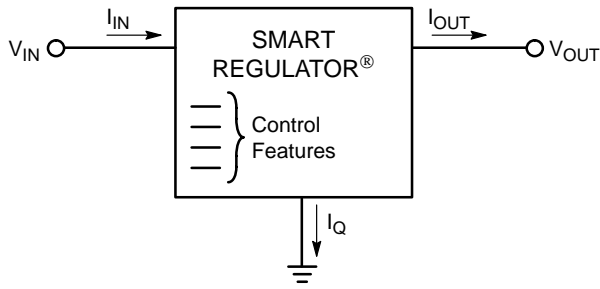 I_IN
I_OUT
V_IN
SMART
REGULATOR®
V_OUT
Control
Features
I_Q